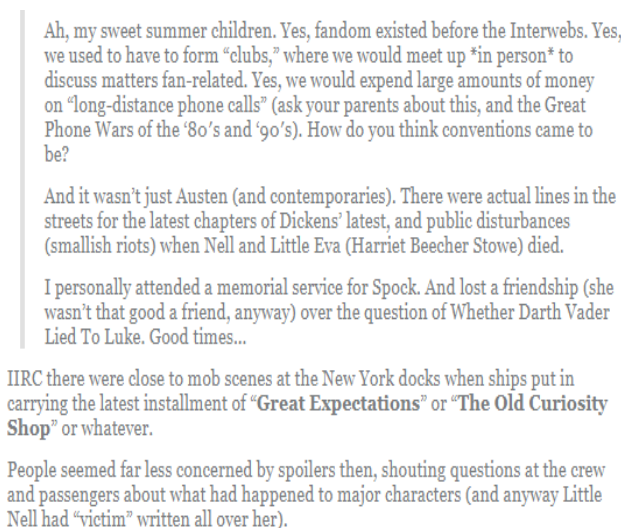 Ah, my sweet summer children. Yes, fandom existed before the Interwebs. Yes,
we used to have to form “clubs,” where we would meet up *in person* to
discuss matters fan-related. Yes, we would expend large amounts of money
on “long-distance phone calls” (ask your parents about this, and the Great
Phone Wars of the ‘80′s and ‘90′s). How do you think conventions came to
be?
And it wasn’t just Austen (and contemporaries). There were actual lines in the
streets for the latest chapters of Dickens’ latest, and public disturbances
(smallish riots) when Nell and Little Eva (Harriet Beecher Stowe) died.
I personally attended a memorial service for Spock. And lost a friendship (she
wasn’t that good a friend, anyway) over the question of Whether Darth Vader
Lied To Luke. Good times…
IIRC there were close to mob scenes at the New York docks when ships put in
carrying the latest installment of “Great Expectations” or “The Old Curiosity
Shop” or whatever.
People seemed far less concerned by spoilers then, shouting questions at the crew
and passengers about what had happened to major characters (and anyway Little
Nell had “victim” written all over her).